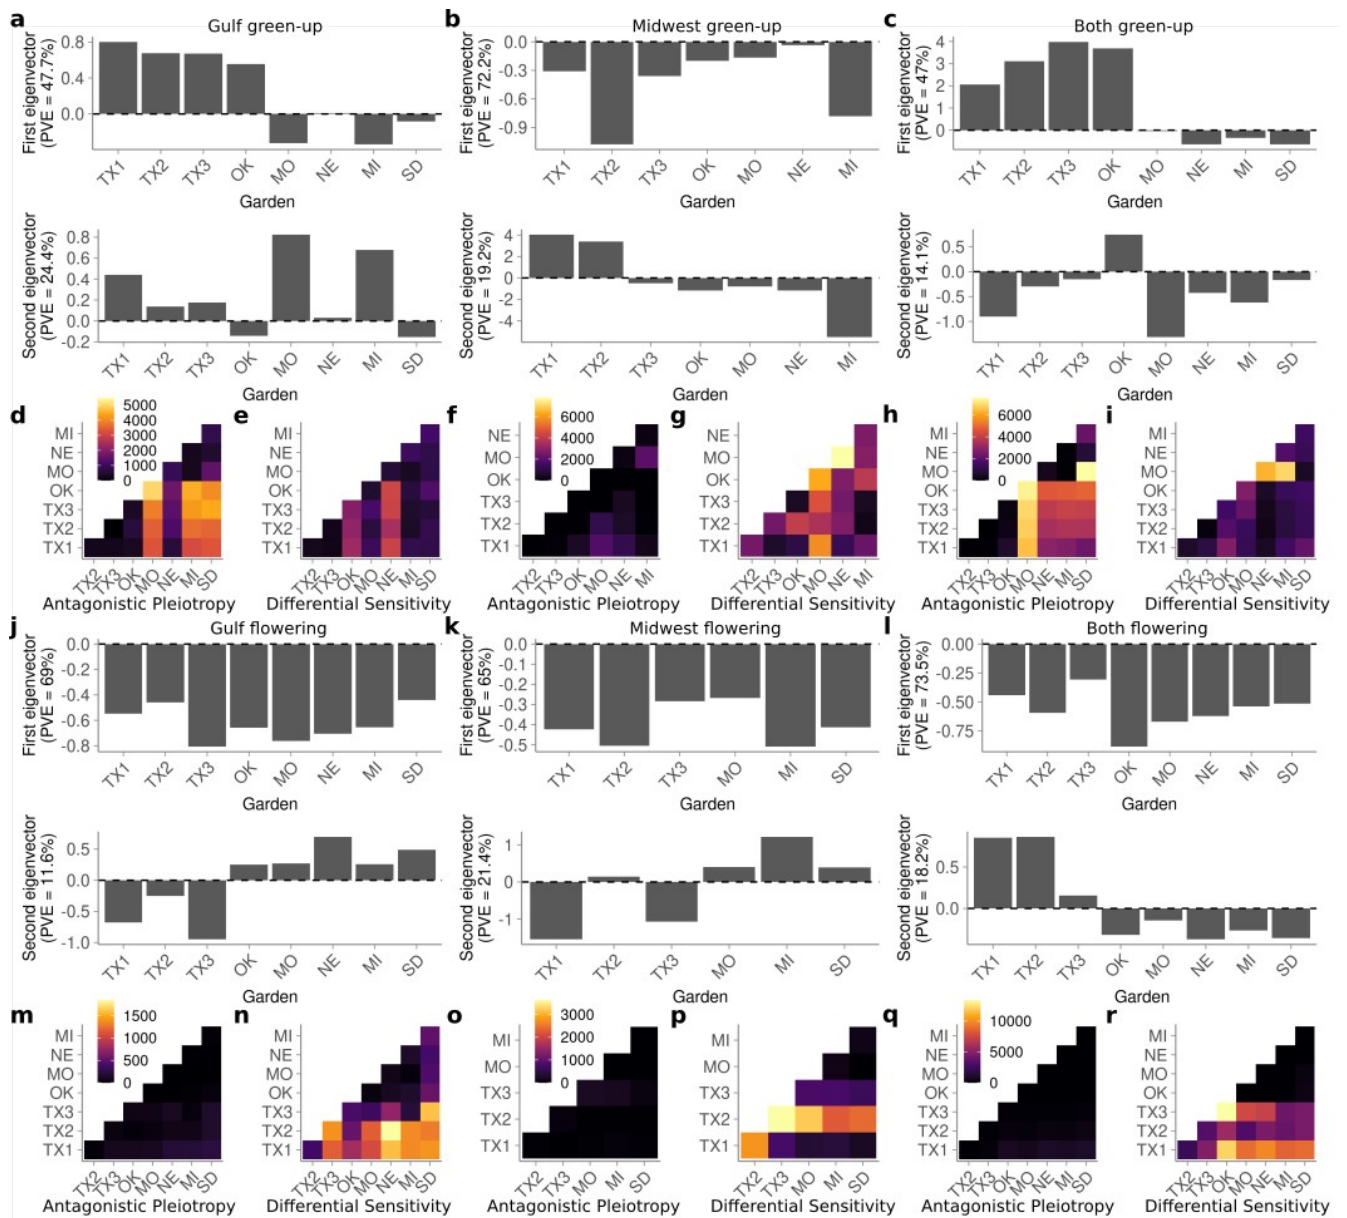 a
Gulf green-up
b
Midwest green-up
c
Both green-up
First eigenvector
(PVE = 47.7%)
0.8
0.4
0.0
TX1 TX2 TX3 OK MO NE MI SD
Garden
First eigenvector
(PVE = 72.2%)
0.0
-0.3
-0.6
-0.9
TX1 TX2 TX3 OK MO NE MI
Garden
First eigenvector
(PVE = 47%)
4
3
2
1
0
TX1 TX2 TX3 OK MO NE MI SD
Garden
Second eigenvector
(PVE = 24.4%)
0.8
0.6
0.4
0.2
0.0
-0.2
TX1 TX2 TX3 OK MO NE MI SD
Garden
Second eigenvector
(PVE = 19.2%)
4
2
0
-2
-4
TX1 TX2 TX3 OK MO NE MI
Garden
Second eigenvector
(PVE = 14.1%)
0.5
0.0
-0.5
-1.0
TX1 TX2 TX3 OK MO NE MI SD
Garden
d
5000
4000
3000
2000
1000
0
MI
NE
MO
OK
TX3
TX2
TX1
TX2 TX3 OK MO NE MI SD
Antagonistic Pleiotropy
e
MI
NE
MO
OK
TX3
TX2
TX1
TX2 TX3 OK MO NE MI SD
Differential Sensitivity
f
6000
4000
2000
0
NE
MO
OK
TX3
TX2
TX1
TX2 TX3 OK MO NE MI
Antagonistic Pleiotropy
g
NE
MO
OK
TX3
TX2
TX1
TX2 TX3 OK MO NE MI
Differential Sensitivity
h
6000
4000
2000
0
MI
NE
MO
OK
TX3
TX2
TX1
TX2 TX3 OK MO NE MI SD
Antagonistic Pleiotropy
i
MI
NE
MO
OK
TX3
TX2
TX1
TX2 TX3 OK MO NE MI SD
Differential Sensitivity
j
Gulf flowering
k
Midwest flowering
l
Both flowering
First eigenvector
(PVE = 69%)
0.0
-0.2
-0.4
-0.6
-0.8
TX1 TX2 TX3 OK MO NE MI SD
Garden
First eigenvector
(PVE = 65%)
0.0
-0.1
-0.2
-0.3
-0.4
-0.5
TX1 TX2 TX3 MO MI SD
Garden
First eigenvector
(PVE = 73.5%)
0.00
-0.25
-0.50
-0.75
TX1 TX2 TX3 OK MO NE MI SD
Garden
Second eigenvector
(PVE = 11.6%)
0.5
0.0
-0.5
-1.0
TX1 TX2 TX3 OK MO NE MI SD
Garden
Second eigenvector
(PVE = 21.4%)
1
0
-1
TX1 TX2 TX3 MO MI SD
Garden
Second eigenvector
(PVE = 18.2%)
0.5
0.0
TX1 TX2 TX3 OK MO NE MI SD
Garden
m
1500
1000
500
0
MI
NE
MO
OK
TX3
TX2
TX1
TX2 TX3 OK MO NE MI SD
Antagonistic Pleiotropy
n
MI
NE
MO
OK
TX3
TX2
TX1
TX2 TX3 OK MO NE MI SD
Differential Sensitivity
o
3000
2000
1000
0
MI
MO
TX3
TX2
TX1
TX2 TX3 MO MI SD
Antagonistic Pleiotropy
p
MI
MO
TX3
TX2
TX1
TX2 TX3 MO MI SD
Differential Sensitivity
q
10000
5000
0
MI
NE
MO
OK
TX3
TX2
TX1
TX2 TX3 OK MO NE MI SD
Antagonistic Pleiotropy
r
MI
NE
MO
OK
TX3
TX2
TX1
TX2 TX3 OK MO NE MI SD
Differential Sensitivity